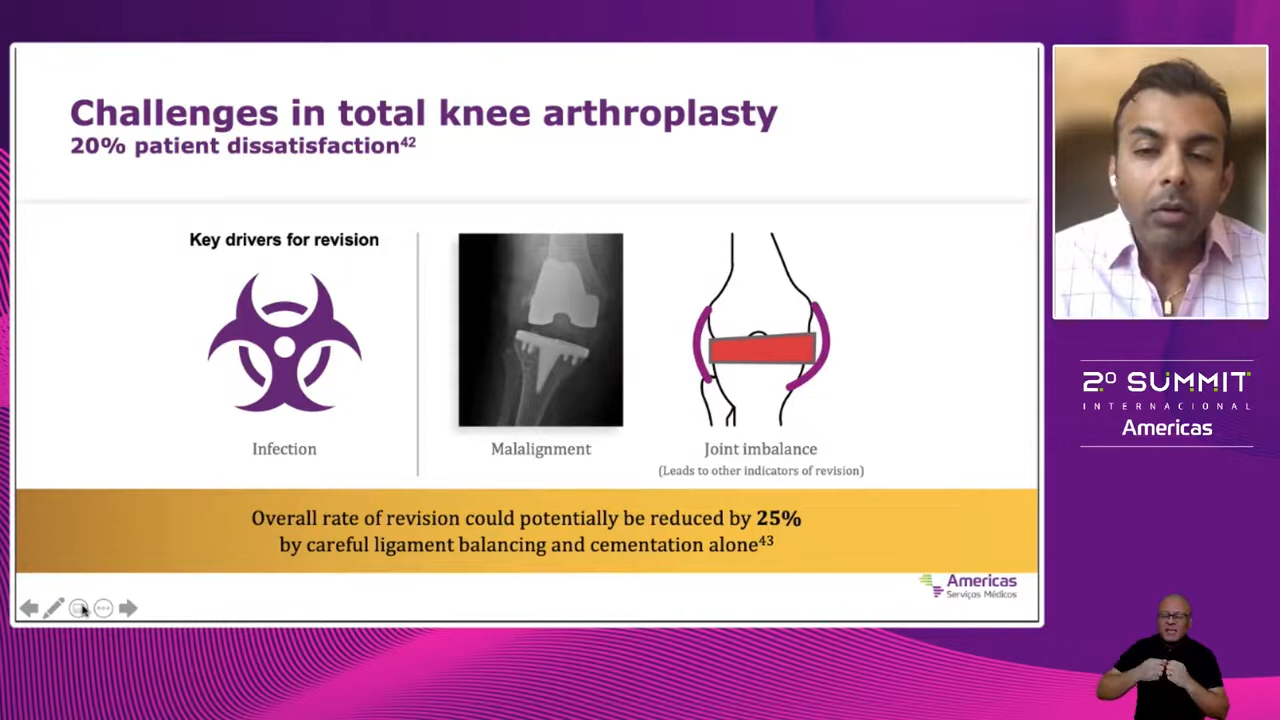 Challenges in total knee arthroplasty
20% patient dissatisfaction⁴²
Key drivers for revision
Infection
Malalignment
Joint imbalance
(Leads to other indicators of revision)
Overall rate of revision could potentially be reduced by 25%
by careful ligament balancing and cementation alone⁴³
Americas
Serviços Médicos
2º SUMMIT
INTERNACIONAL
Americas